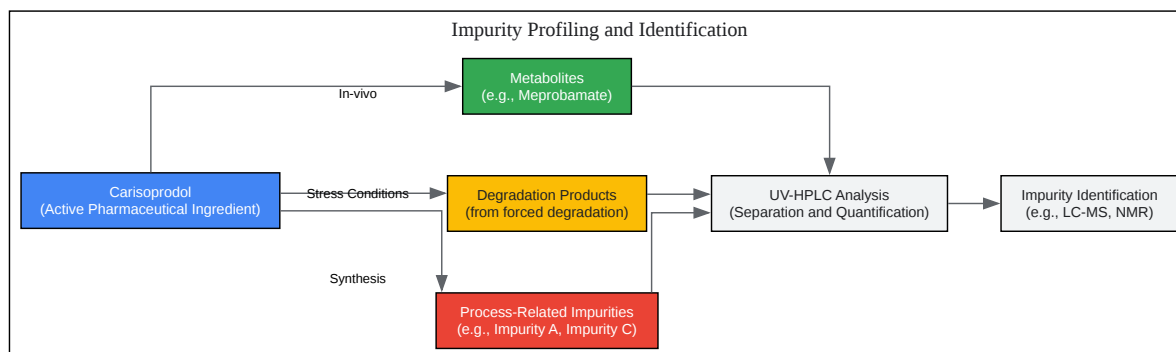 Impurity Profiling and Identification
Metabolites
(e.g., Meprobamate)
In-vivo
Carisoprodol
(Active Pharmaceutical Ingredient)
Stress Conditions
Degradation Products
(from forced degradation)
UV-HPLC Analysis
(Separation and Quantification)
Impurity Identification
(e.g., LC-MS, NMR)
Synthesis
Process-Related Impurities
(e.g., Impurity A, Impurity C)